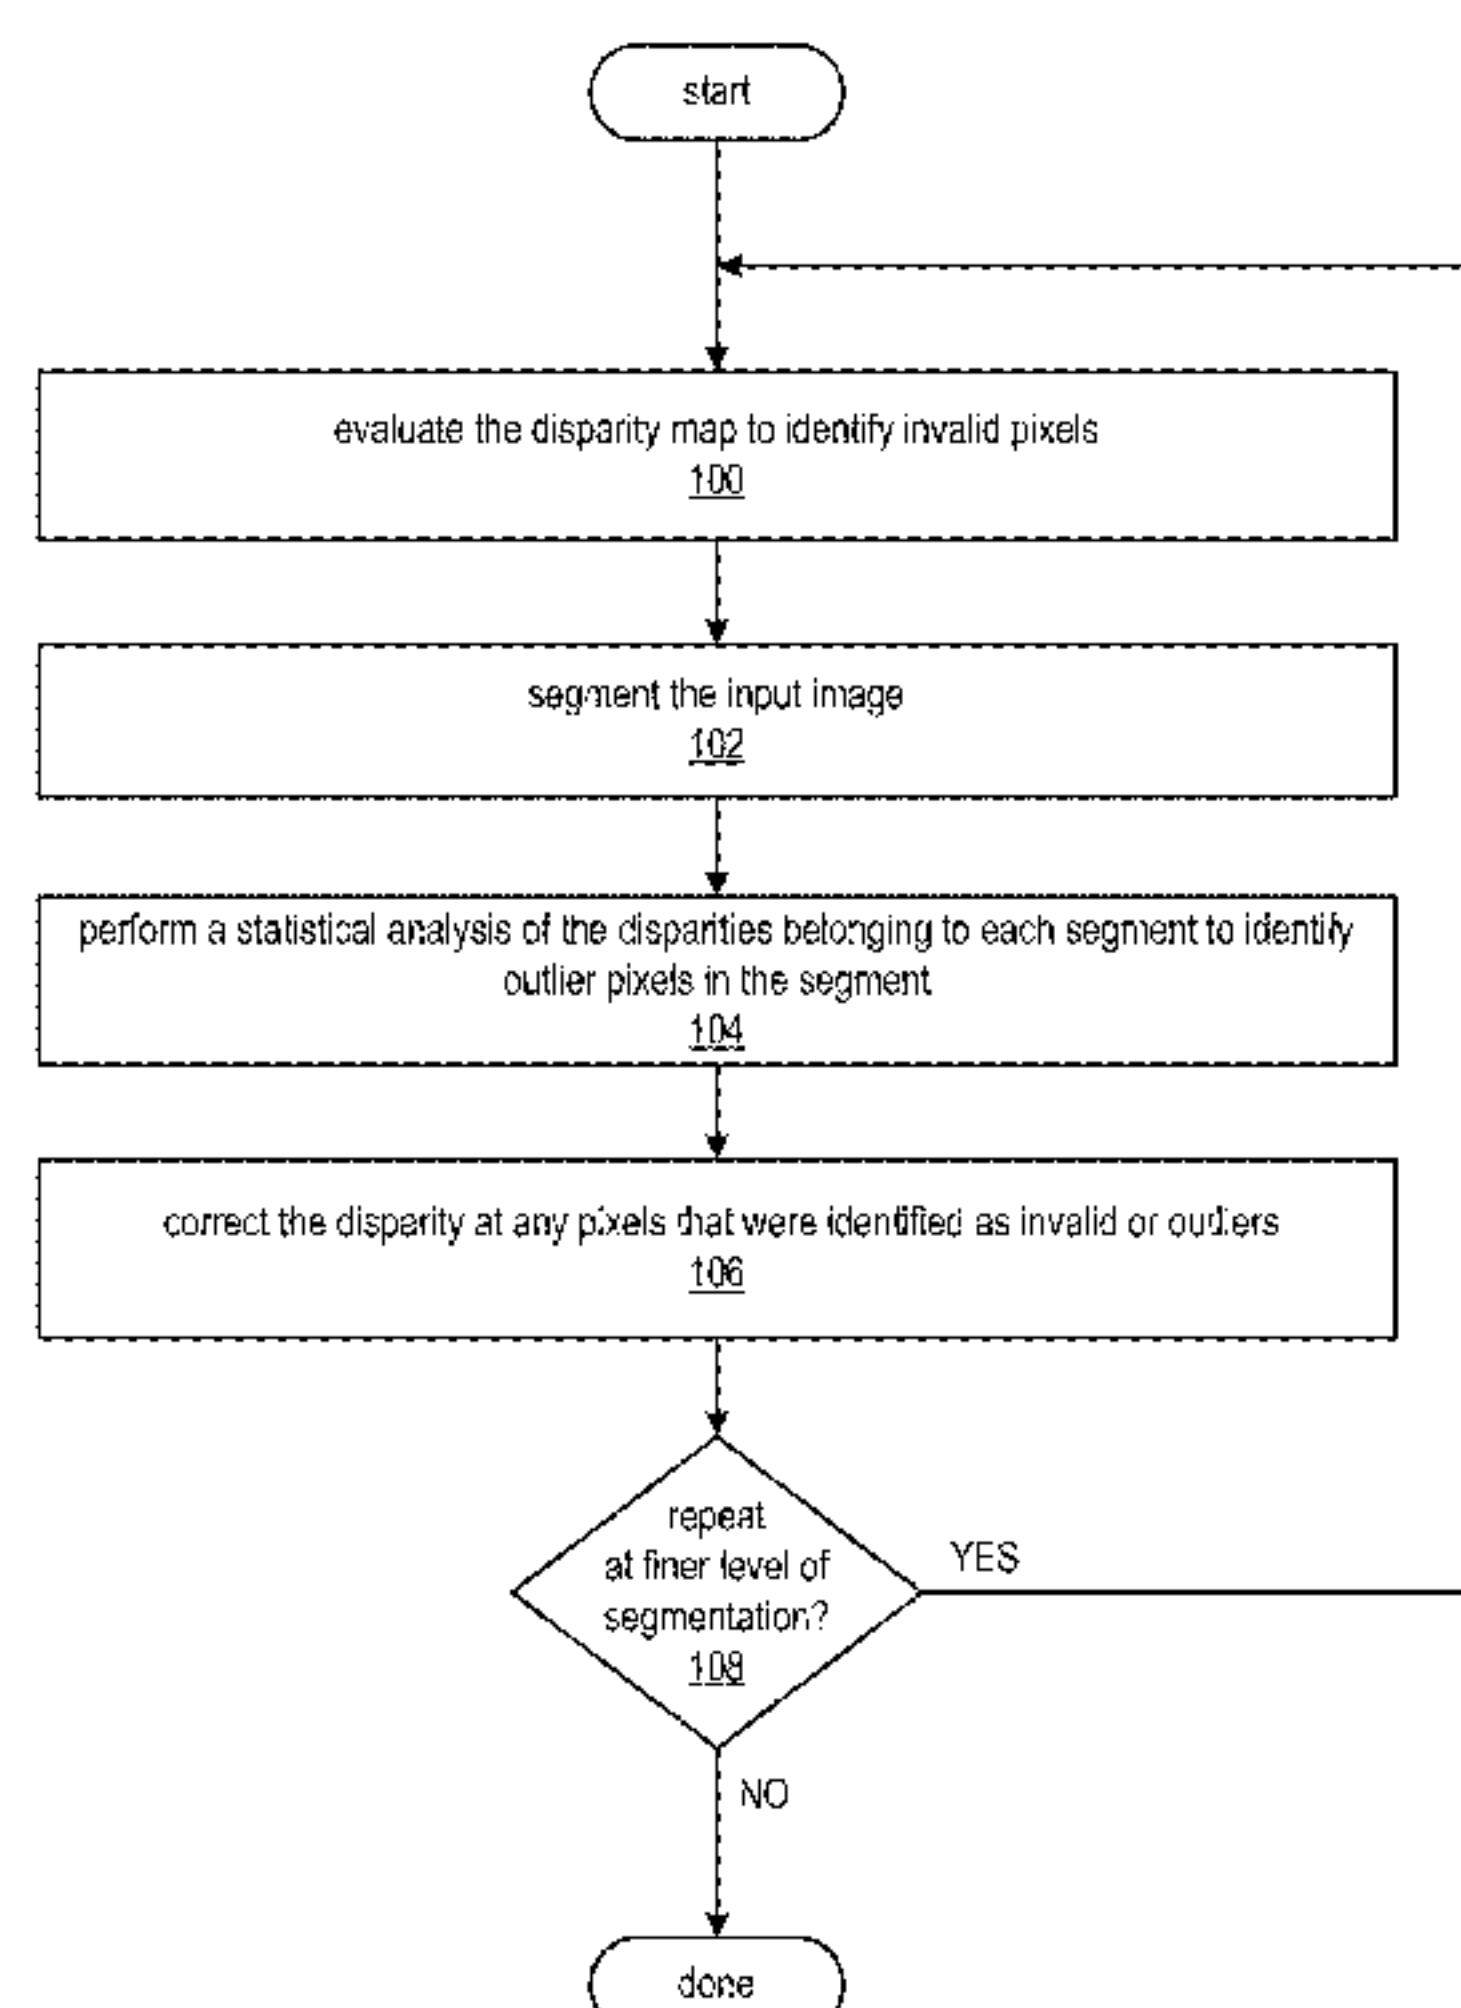 start
evaluate the disparity map to identify invalid pixels
100
segment the input image
102
perform a statistical analysis of the disparities belonging to each segment to identify
outlier pixels in the segment
104
correct the disparity at any pixels that were identified as invalid or outliers
106
repeat
at finer level of
segmentation?
108
YES
NO
done